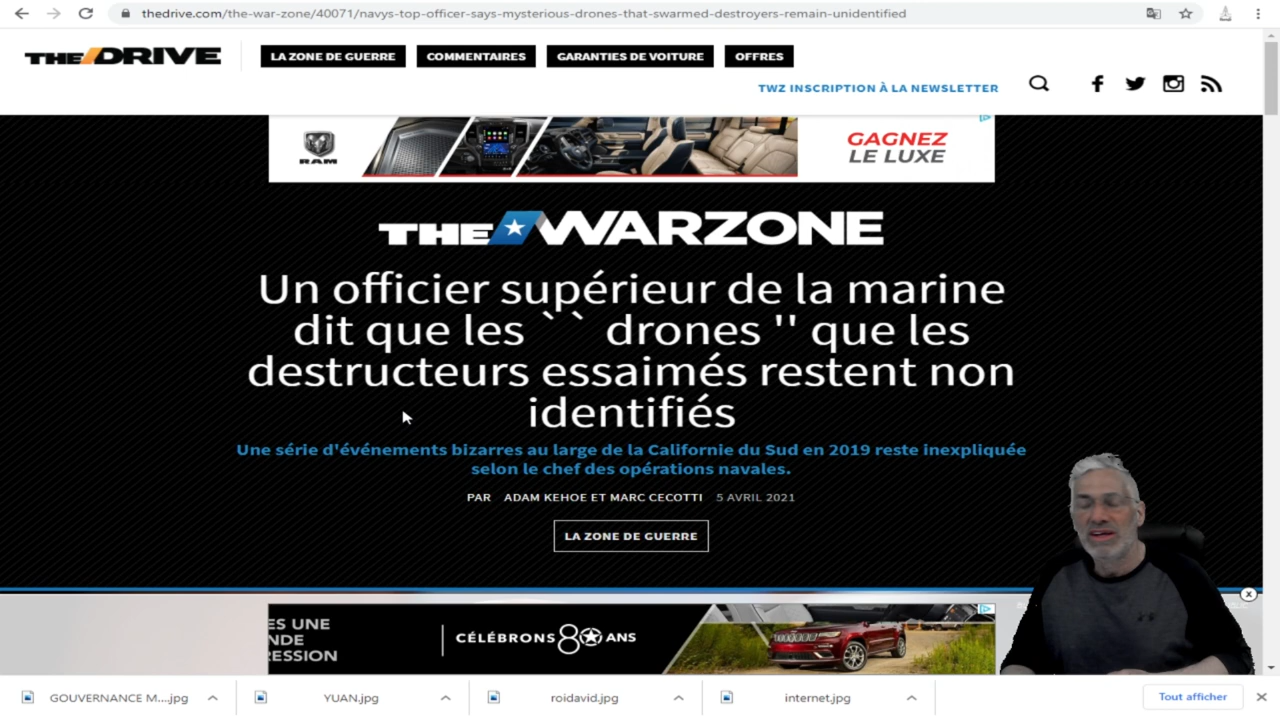 thedrive.com/the-war-zone/40071/navys-top-officer-says-mysterious-drones-that-swarmed-destroyers-remain-unidentified
THE/DRIVE
LA ZONE DE GUERRE COMMENTAIRES GARANTIES DE VOITURE OFFRES
TWZ INSCRIPTION À LA NEWSLETTER
RAM
GAGNEZ
LE LUXE
THE WARZONE
Un officier supérieur de la marine
dit que les `` drones '' que les
destructeurs essaimés restent non
identifiés
Une série d'événements bizarres au large de la Californie du Sud en 2019 reste inexpliquée
selon le chef des opérations navales.
PAR ADAM KEHOE ET MARC CECOTTI 5 AVRIL 2021
LA ZONE DE GUERRE
ES UNE
NDE
RESSION
CÉLÉBRONS 80 ANS
GOUVERNANCE M....jpg YUAN.jpg roidavid.jpg internet.jpg Tout afficher